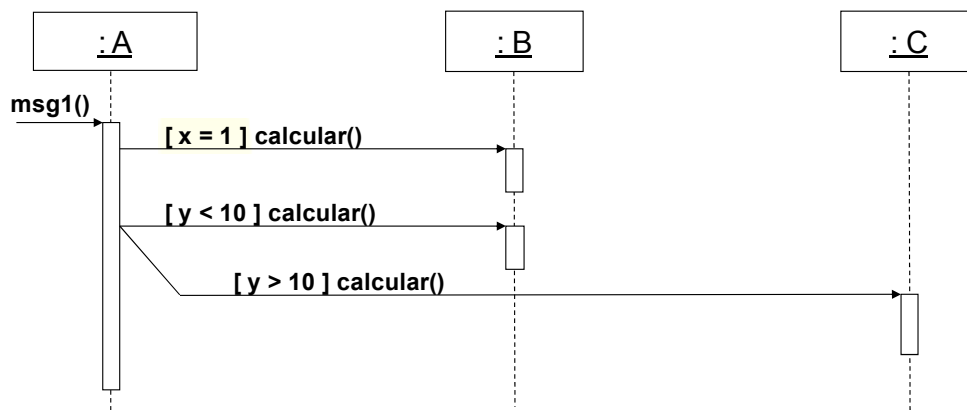 : A
: B
: C
msg1()
[ x = 1 ] calcular()
[ y < 10 ] calcular()
[ y > 10 ] calcular()